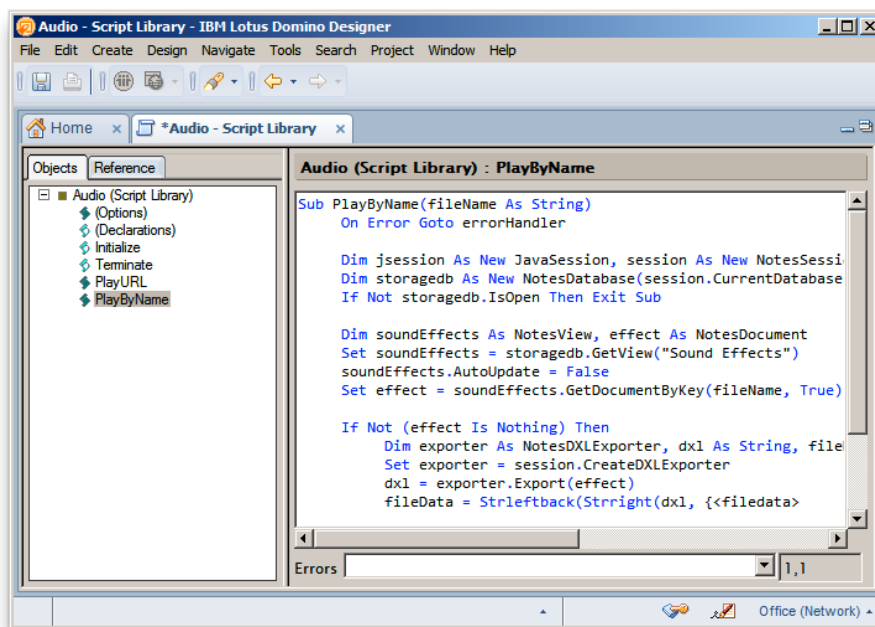 Audio - Script Library - IBM Lotus Domino Designer
File Edit Create Design Navigate Tools Search Project Window Help
Home *Audio - Script Library
Objects Reference
Audio (Script Library) : PlayByName
Audio (Script Library)
(Options)
(Declarations)
Initialize
Terminate
PlayURL
PlayByName
Sub PlayByName(fileName As String)
On Error Goto errorHandler
Dim jsession As New JavaSession, session As New NotesSessi
Dim storagedb As New NotesDatabase(session.CurrentDatabase
If Not storagedb.IsOpen Then Exit Sub
Dim soundEffects As NotesView, effect As NotesDocument
Set soundEffects = storagedb.GetView("Sound Effects")
soundEffects.AutoUpdate = False
Set effect = soundEffects.GetDocumentByKey(fileName, True)
If Not (effect Is Nothing) Then
Dim exporter As NotesDXLExporter, dxl As String, file
Set exporter = session.CreateDXLExporter
dxl = exporter.Export(effect)
fileData = Strleftback(Strright(dxl, {<filedata>
Errors 1,1
Office (Network)